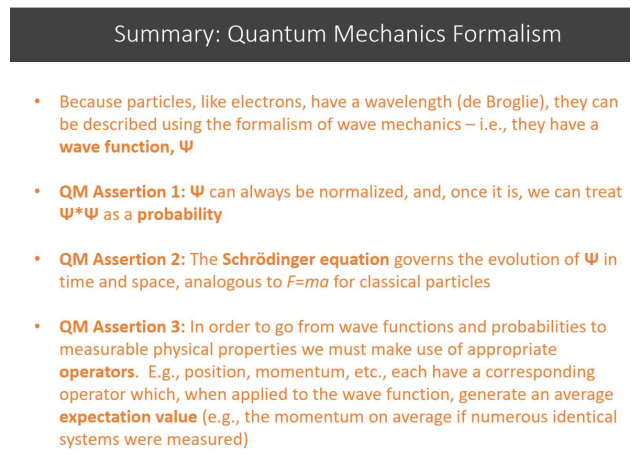 Summary: Quantum Mechanics Formalism
• Because particles, like electrons, have a wavelength (de Broglie), they can
be described using the formalism of wave mechanics – i.e., they have a
wave function, Ψ
• QM Assertion 1: Ψ can always be normalized, and, once it is, we can treat
Ψ*Ψ as a probability
• QM Assertion 2: The Schrödinger equation governs the evolution of Ψ in
time and space, analogous to F=ma for classical particles
• QM Assertion 3: In order to go from wave functions and probabilities to
measurable physical properties we must make use of appropriate
operators. E.g., position, momentum, etc., each have a corresponding
operator which, when applied to the wave function, generate an average
expectation value (e.g., the momentum on average if numerous identical
systems were measured)